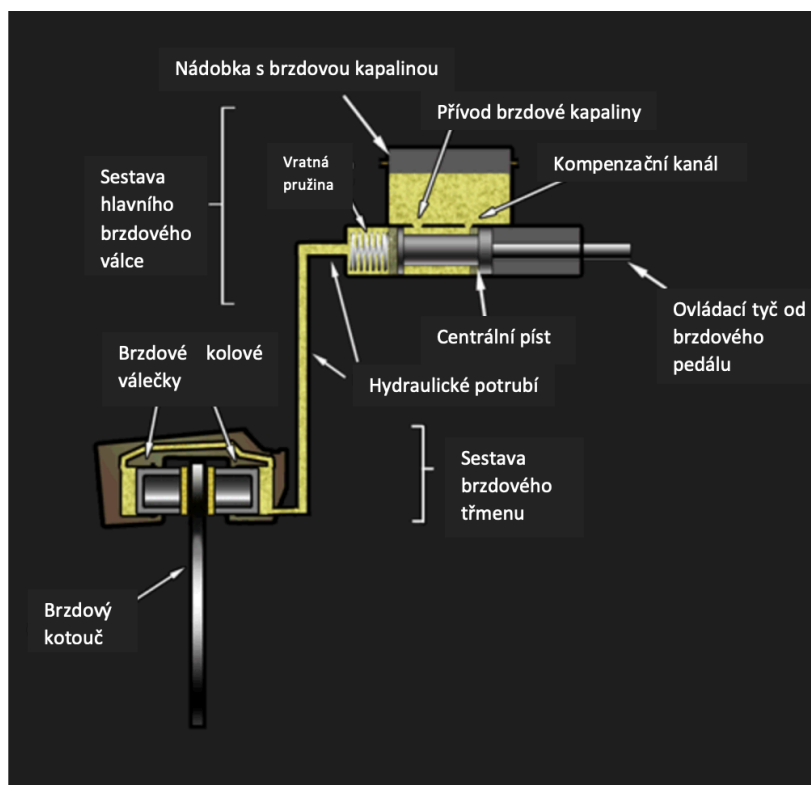 Nádobka s brzdovou kapalinou
Přívod brzdové kapaliny
Vratná
pružina
Kompenzační kanál
Sestava
hlavního
brzdového
válce
Ovládací tyč od
brzdového
pedálu
Centrální píst
Brzdové kolové
válečky
Hydraulické potrubí
Sestava
brzdového
třmenu
Brzdový
kotouč